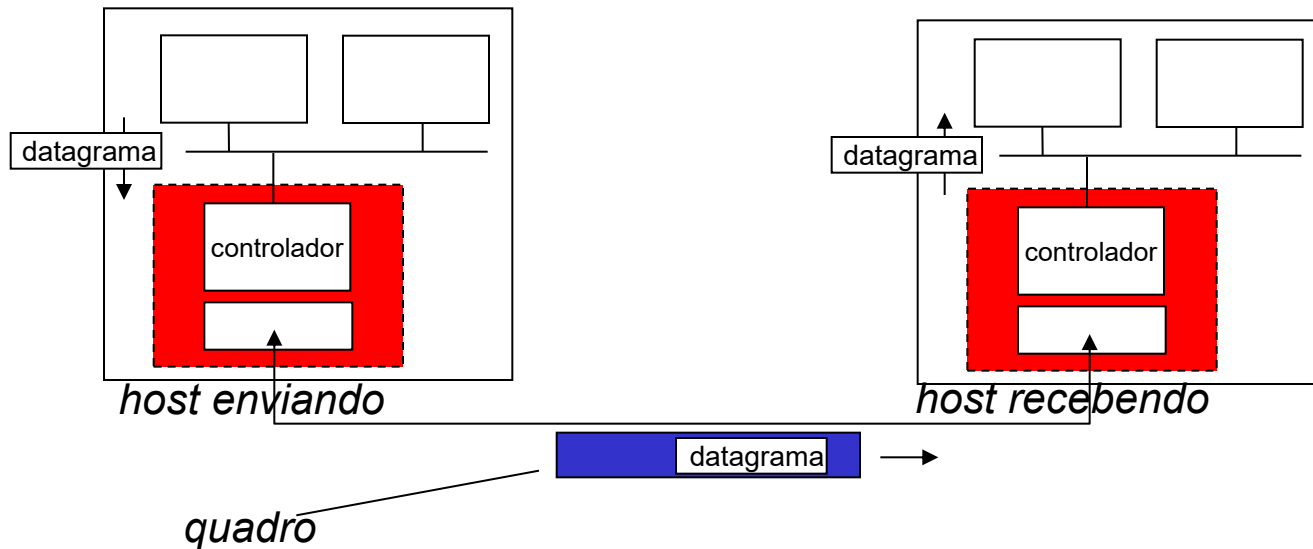 datagrama
datagrama
controlador
controlador
host enviando
host recebendo
datagrama
quadro